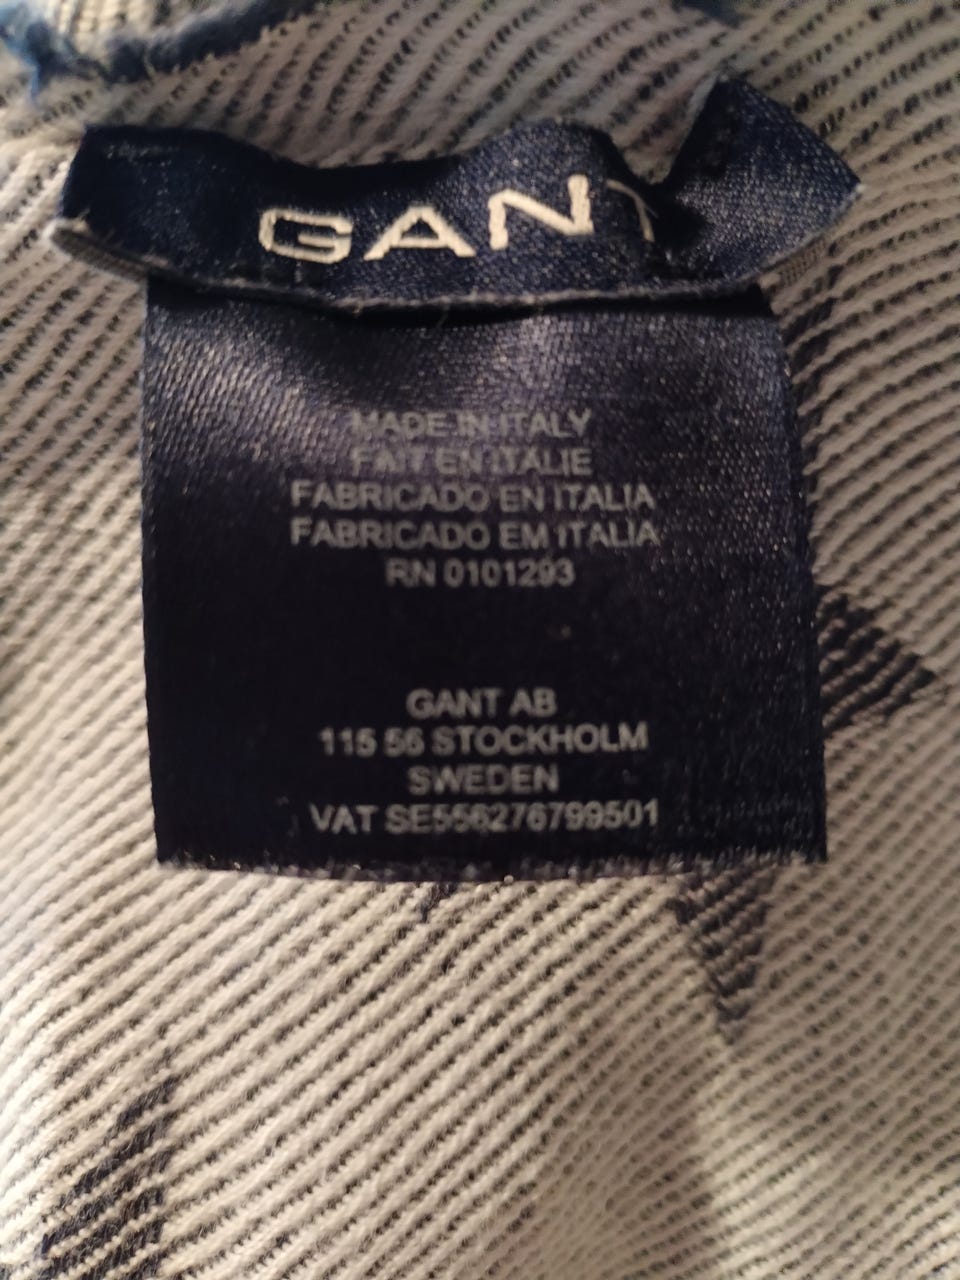 GANT
MADE IN ITALY
FAIT EN ITALIE
FABRICADO EN ITALIA
FABRICADO EM ITALIA
RN 0101293
GANT AB
115 56 STOCKHOLM
SWEDEN
VAT SE556276799501